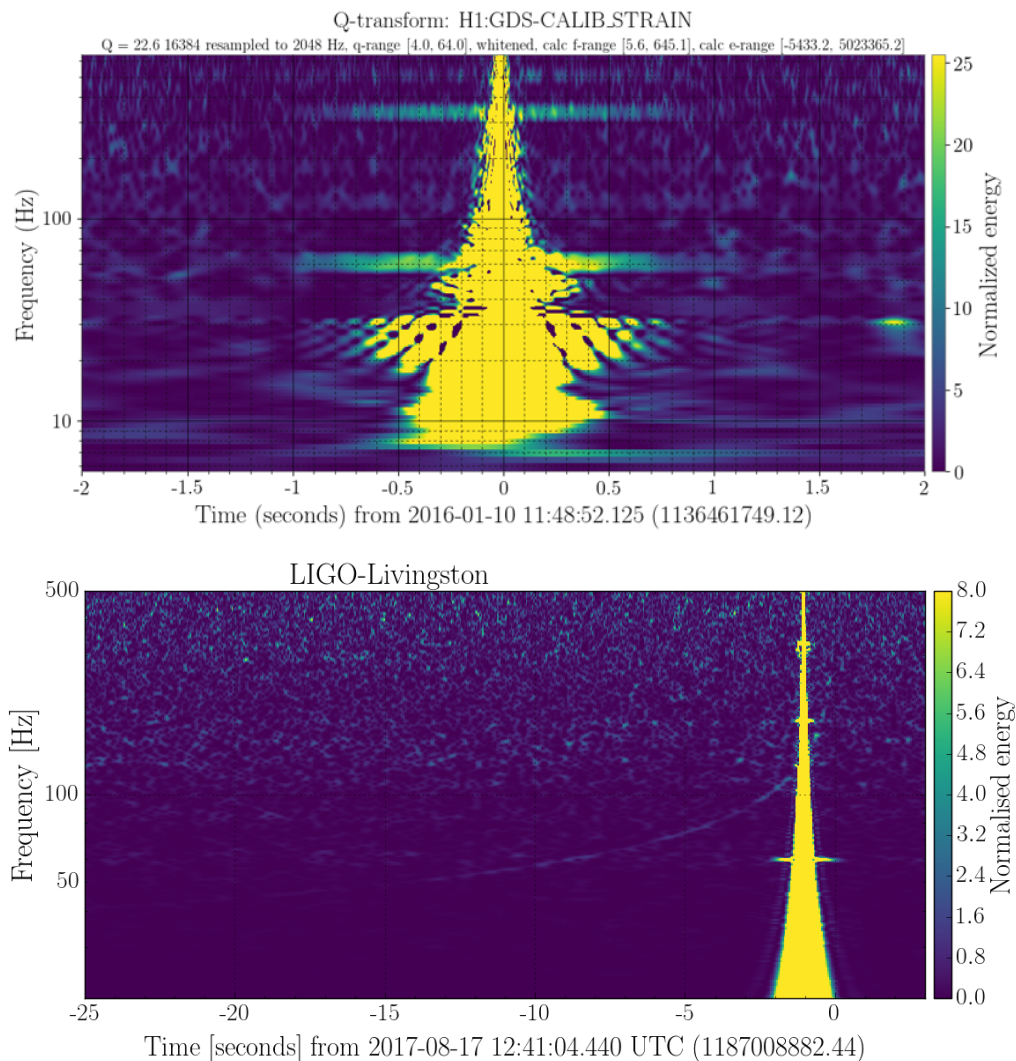 Q-transform: H1:GDS-CALIB_STRAIN
Q = 22.6 16384 resampled to 2048 Hz, q-range [4.0, 64.0], whitened, calc f-range [5.6, 645.1], calc e-range [-5433.2, 5023365.2]
Frequency (Hz)
100
10
-2 -1.5 -1 -0.5 0 0.5 1 1.5 2
Time (seconds) from 2016-01-10 11:48:52.125 (1136461749.12)
25
20
15
10
5
0
Normalized energy
LIGO-Livingston
Frequency [Hz]
500
100
50
-25 -20 -15 -10 -5 0
Time [seconds] from 2017-08-17 12:41:04.440 UTC (1187008882.44)
8.0
7.2
6.4
5.6
4.8
4.0
3.2
2.4
1.6
0.8
0.0
Normalised energy